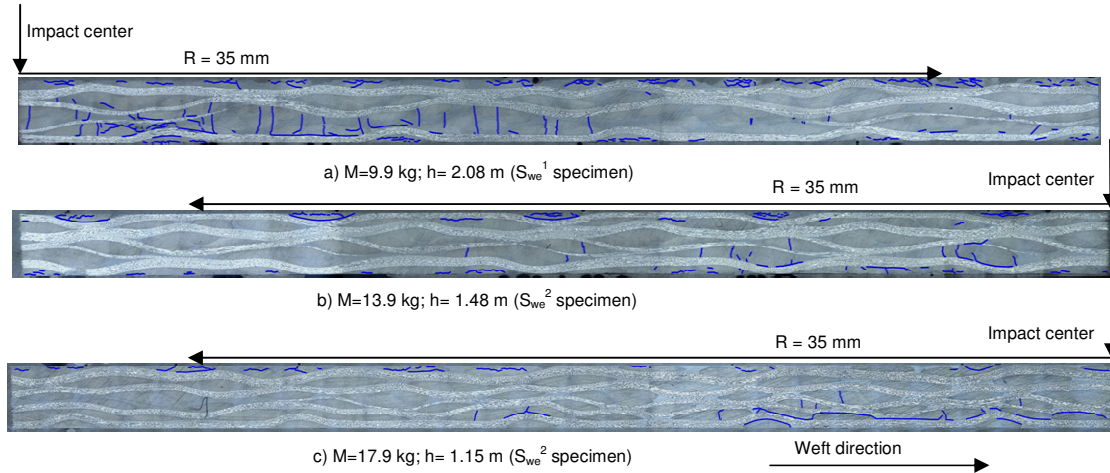 Impact center
R = 35 mm
a) M=9.9 kg; h= 2.08 m (Swe¹ specimen)
R = 35 mm
Impact center
b) M=13.9 kg; h= 1.48 m (Swe² specimen)
R = 35 mm
Impact center
c) M=17.9 kg; h= 1.15 m (Swe² specimen)
Weft direction